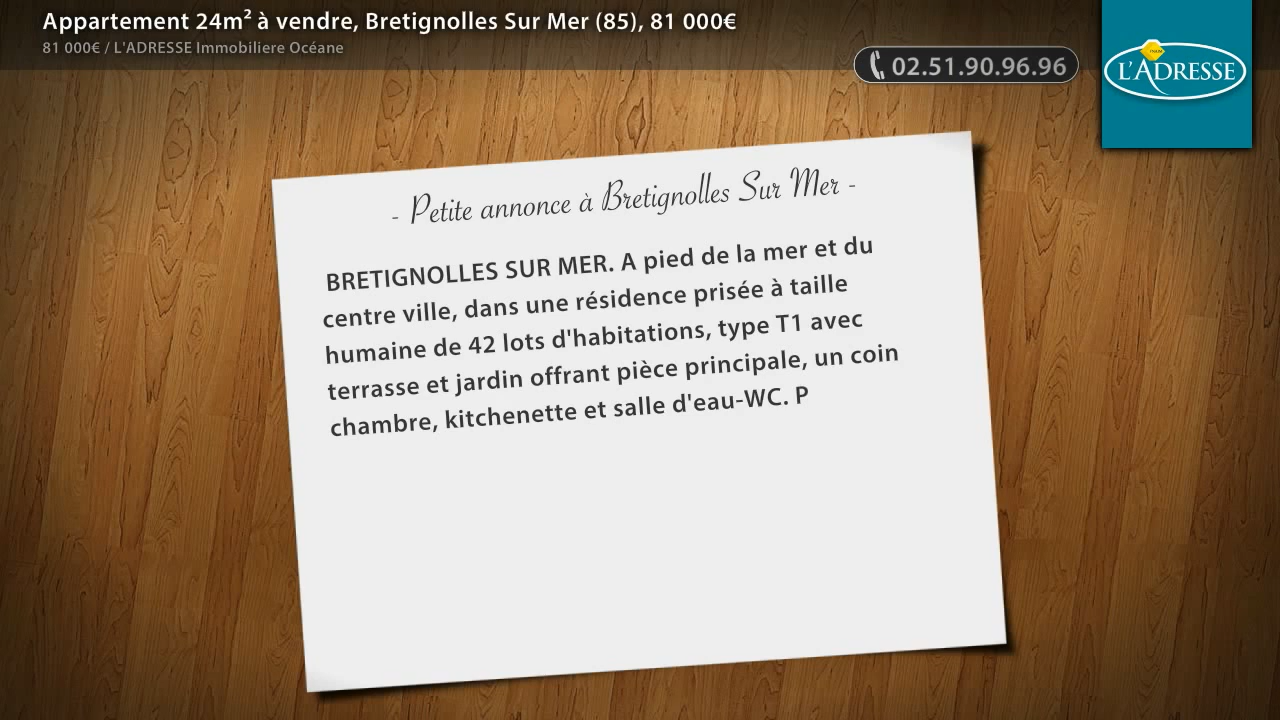 Appartement 24m² à vendre, Bretignolles Sur Mer (85), 81 000€
81 000€ / L'ADRESSE Immobiliere Océane
02.51.90.96.96
L'ADRESSE
- Petite annonce à Bretignolles Sur Mer -
BRETIGNOLLES SUR MER. A pied de la mer et du
centre ville, dans une résidence prisée à taille
humaine de 42 lots d'habitations, type T1 avec
terrasse et jardin offrant pièce principale, un coin
chambre, kitchenette et salle d'eau-WC. P